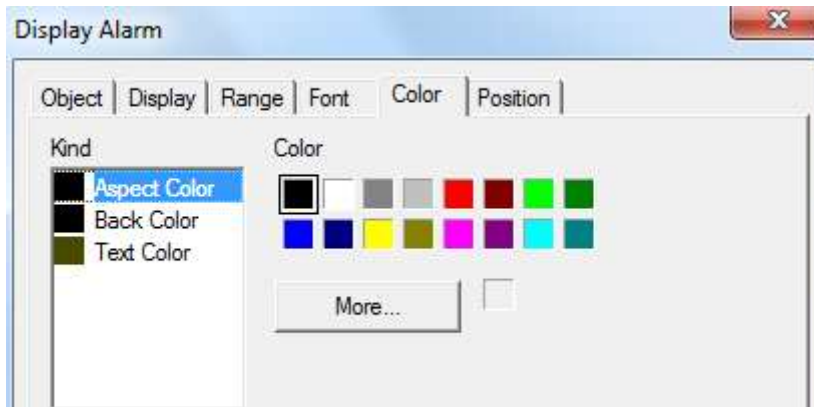 Display Alarm
Object Display Range Font Color Position
Kind Color
Aspect Color
Back Color
Text Color
More...